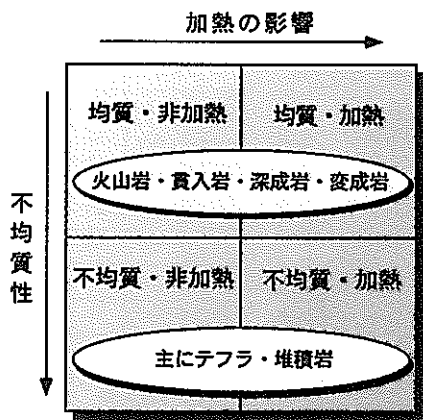 加熱の影響
不均質性
均質・非加熱
均質・加熱
火山岩・貫入岩・深成岩・変成岩
不均質・非加熱
不均質・加熱
主にテフラ・堆積岩